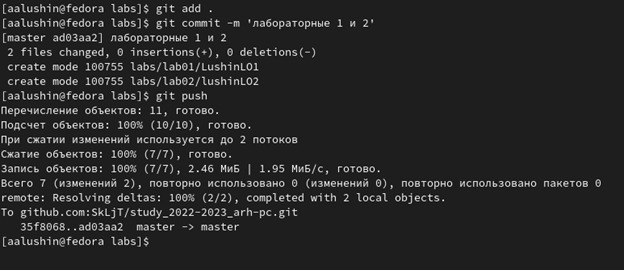 [aalushin@fedora labs]$ git add .
[aalushin@fedora labs]$ git commit -m 'лабораторные 1 и 2'
[master ad03aa2] лабораторные 1 и 2
 2 files changed, 0 insertions(+), 0 deletions(-)
 create mode 100755 labs/lab01/LushinLO1
 create mode 100755 labs/lab02/lushinLO2
[aalushin@fedora labs]$ git push
Перечисление объектов: 11, готово.
Подсчет объектов: 100% (10/10), готово.
При сжатии изменений используется до 2 потоков
Сжатие объектов: 100% (7/7), готово.
Запись объектов: 100% (7/7), 2.46 МиБ | 1.95 МиБ/с, готово.
Всего 7 (изменений 2), повторно использовано 0 (изменений 0), повторно использовано пакетов 0
remote: Resolving deltas: 100% (2/2), completed with 2 local objects.
To github.com:SkLjT/study_2022-2023_arh-pc.git
   35f8068..ad03aa2  master -> master
[aalushin@fedora labs]$